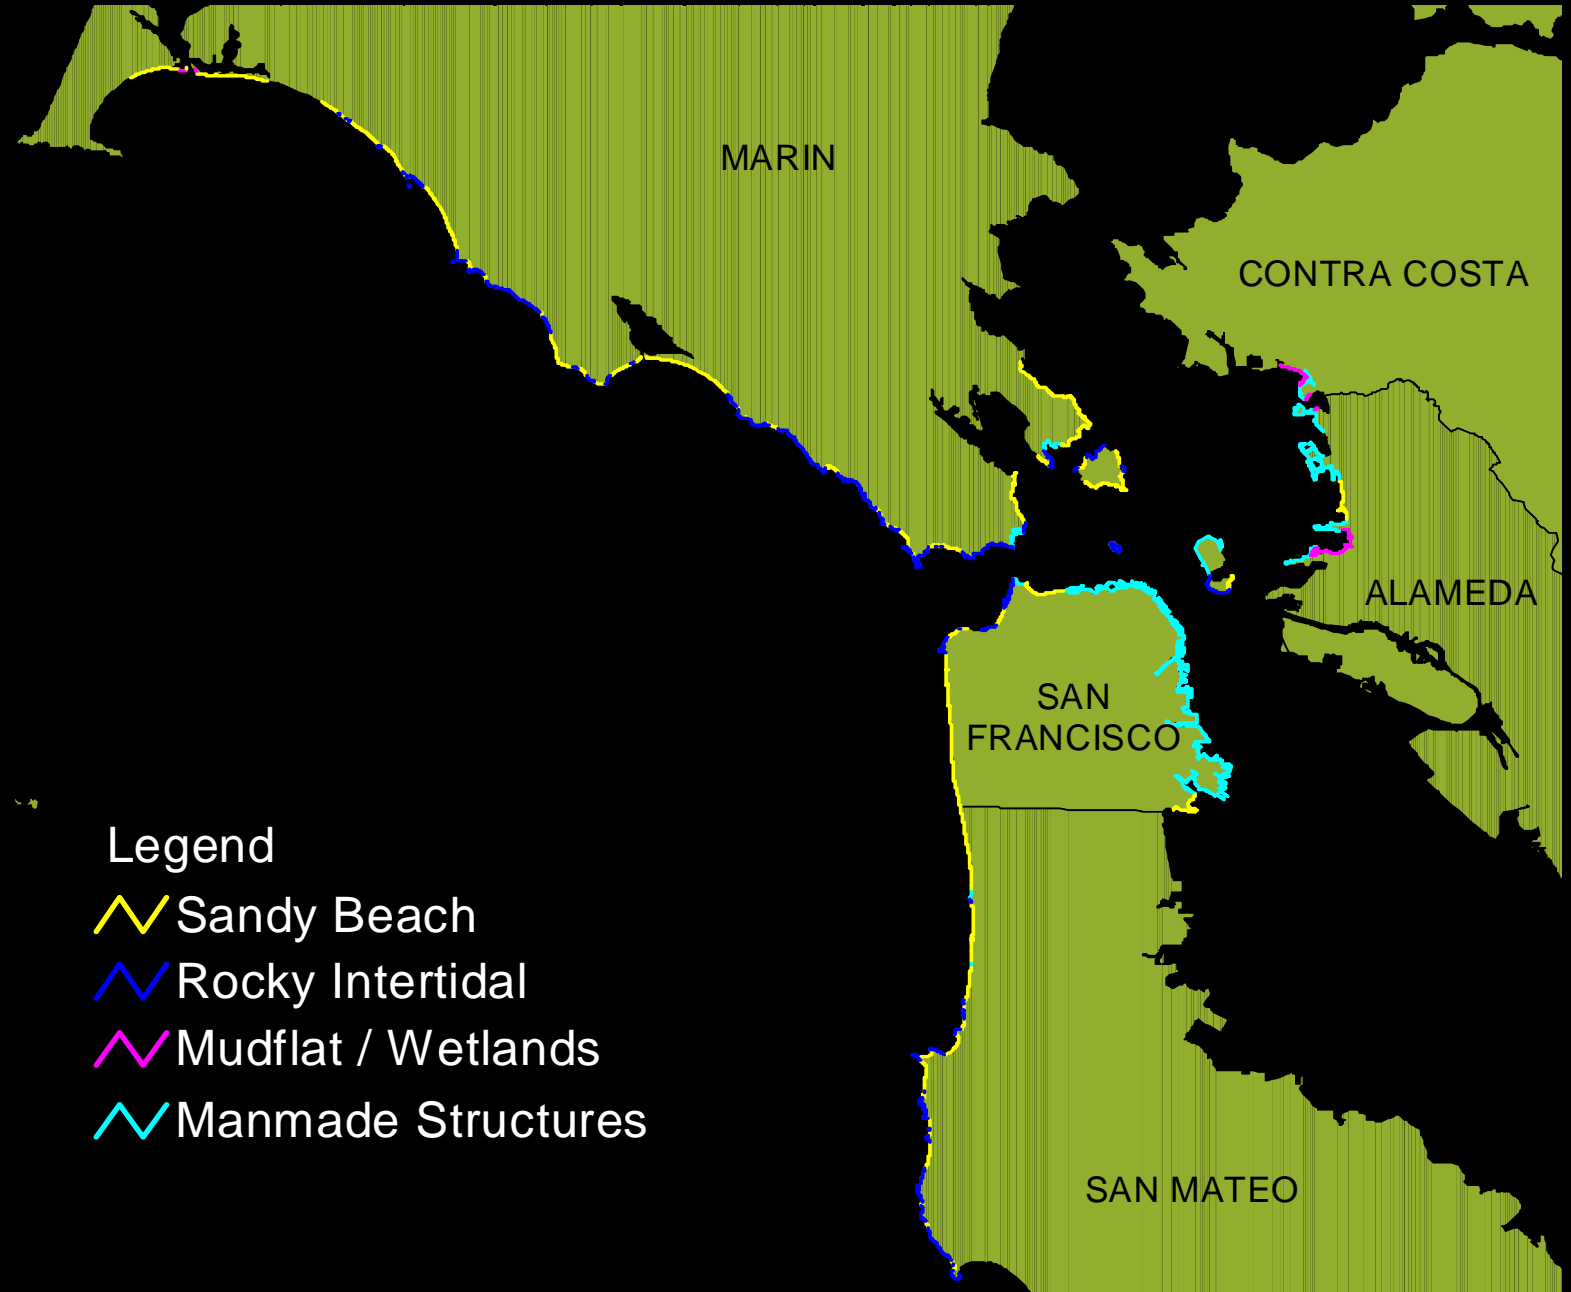 MARIN
CONTRA COSTA
ALAMEDA
SAN
FRANCISCO
Legend
Sandy Beach
Rocky Intertidal
Mudflat / Wetlands
Manmade Structures
SAN MATEO